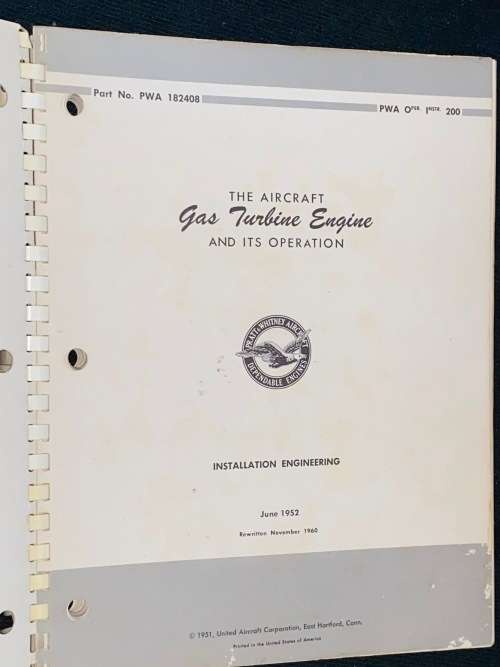 Part No. PWA 182408
PWA OPER. INSTR. 200
THE AIRCRAFT
Gas Turbine Engine
AND ITS OPERATION
PRATT & WHITNEY AIRCRAFT
DEPENDABLE ENGINES
INSTALLATION ENGINEERING
June 1952
Rewritten November 1960
© 1951, United Aircraft Corporation, East Hartford, Conn.
Printed in the United States of America